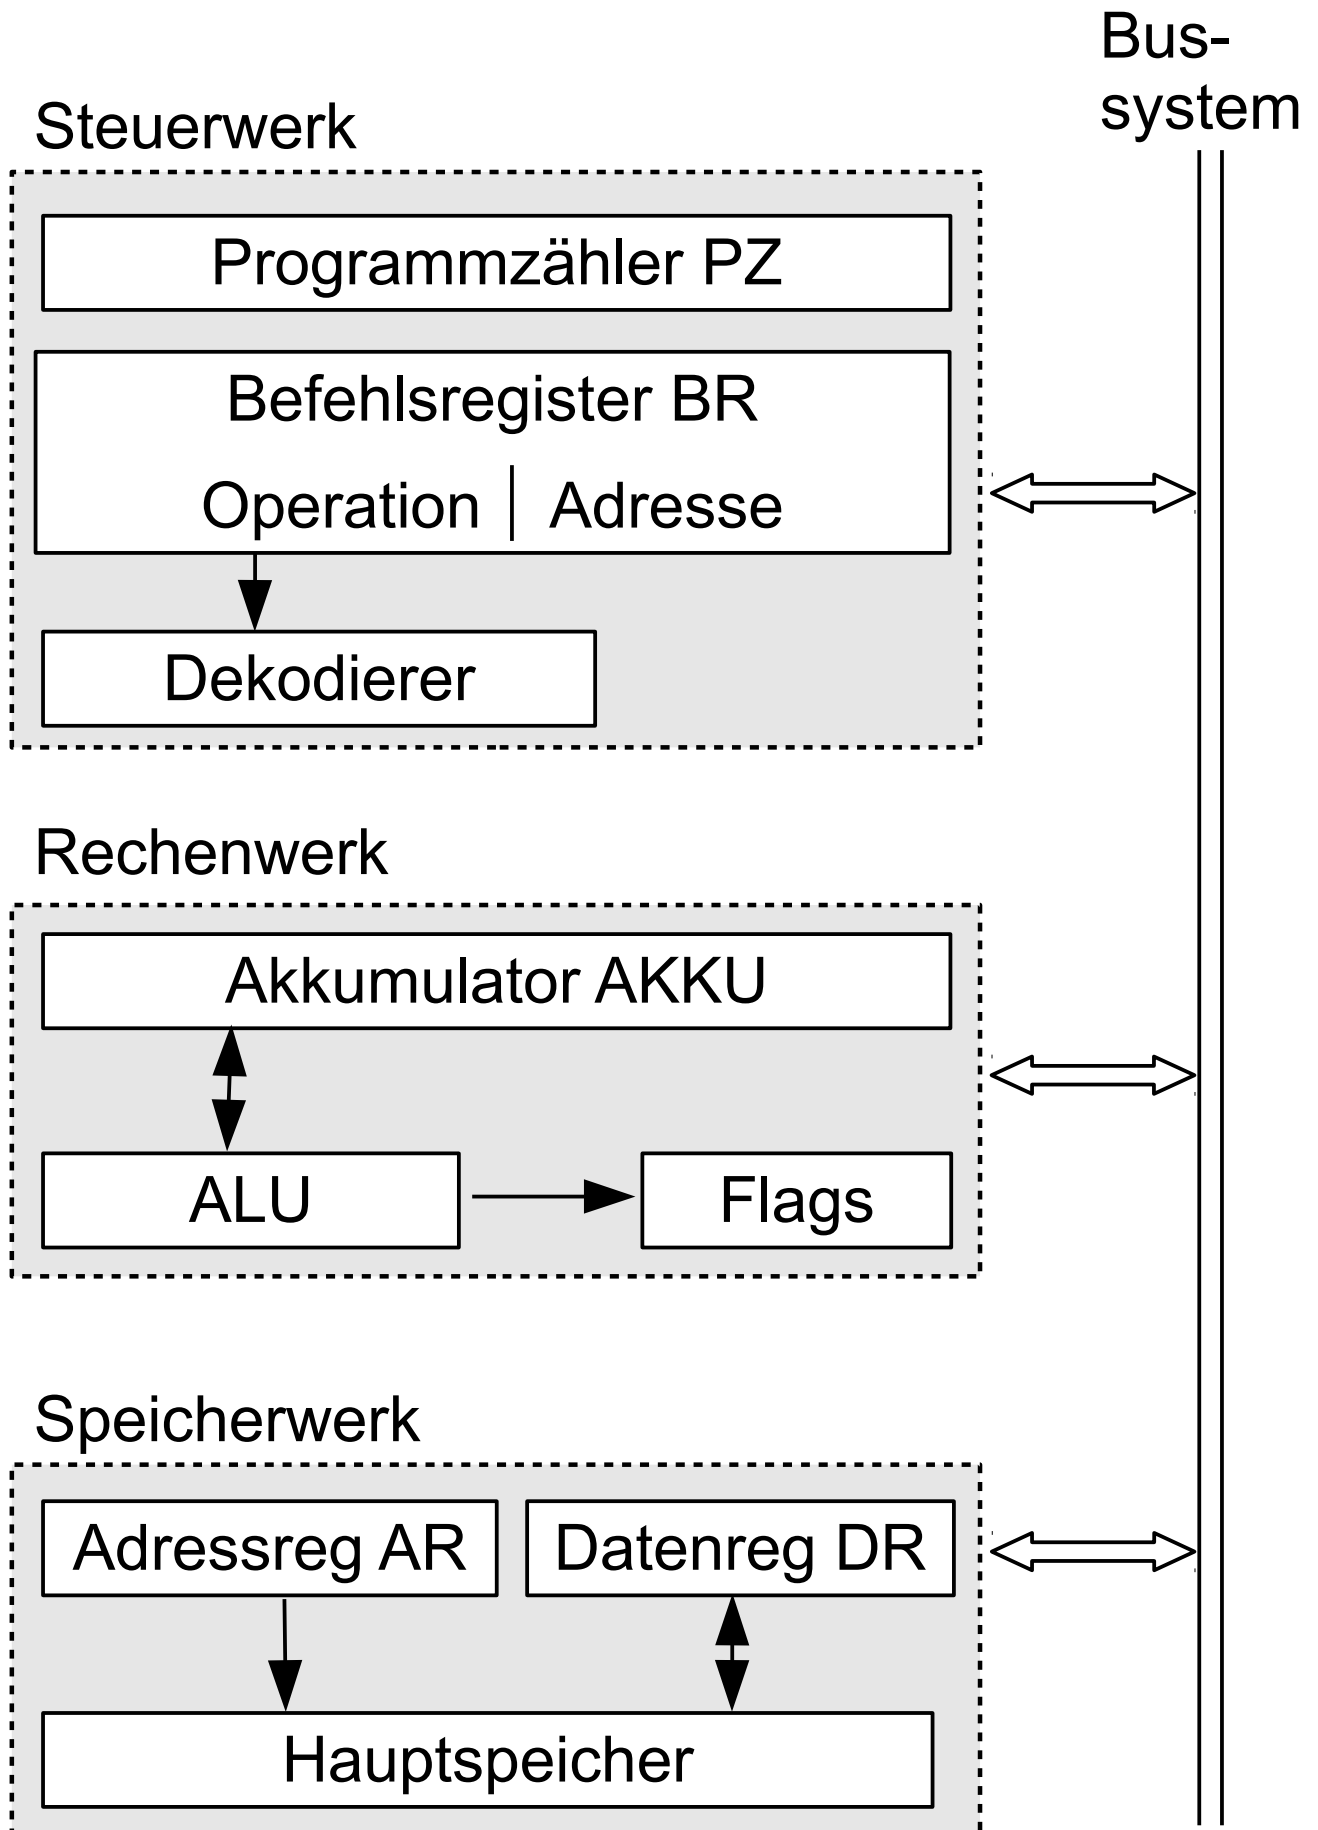 Bus-
system
Steuerwerk
Programmzähler PZ
Befehlsregister BR
Operation Adresse
Dekodierer
Rechenwerk
Akkumulator AKKU
ALU Flags
Speicherwerk
Adressreg AR Datenreg DR
Hauptspeicher